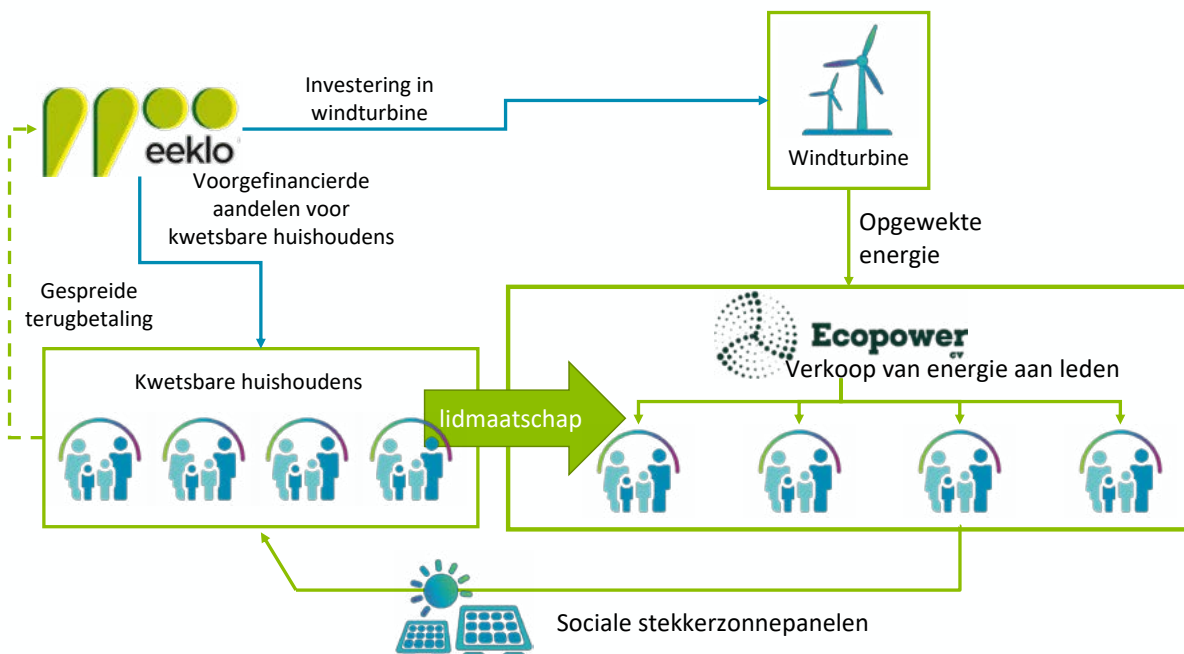 Investering in
windturbine
eeklo
Windturbine
Voorgefinancierde
aandelen voor
kwetsbare huishoudens
Opgewekte
energie
Gespreide
terugbetaling
Ecopower
cv
Verkoop van energie aan leden
Kwetsbare huishoudens
lidmaatschap
Sociale stekkerzonnepanelen